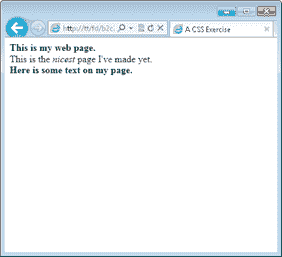 A CSS Exercise
This is my web page.
This is the nicest page I've made yet.
Here is some text on my page.